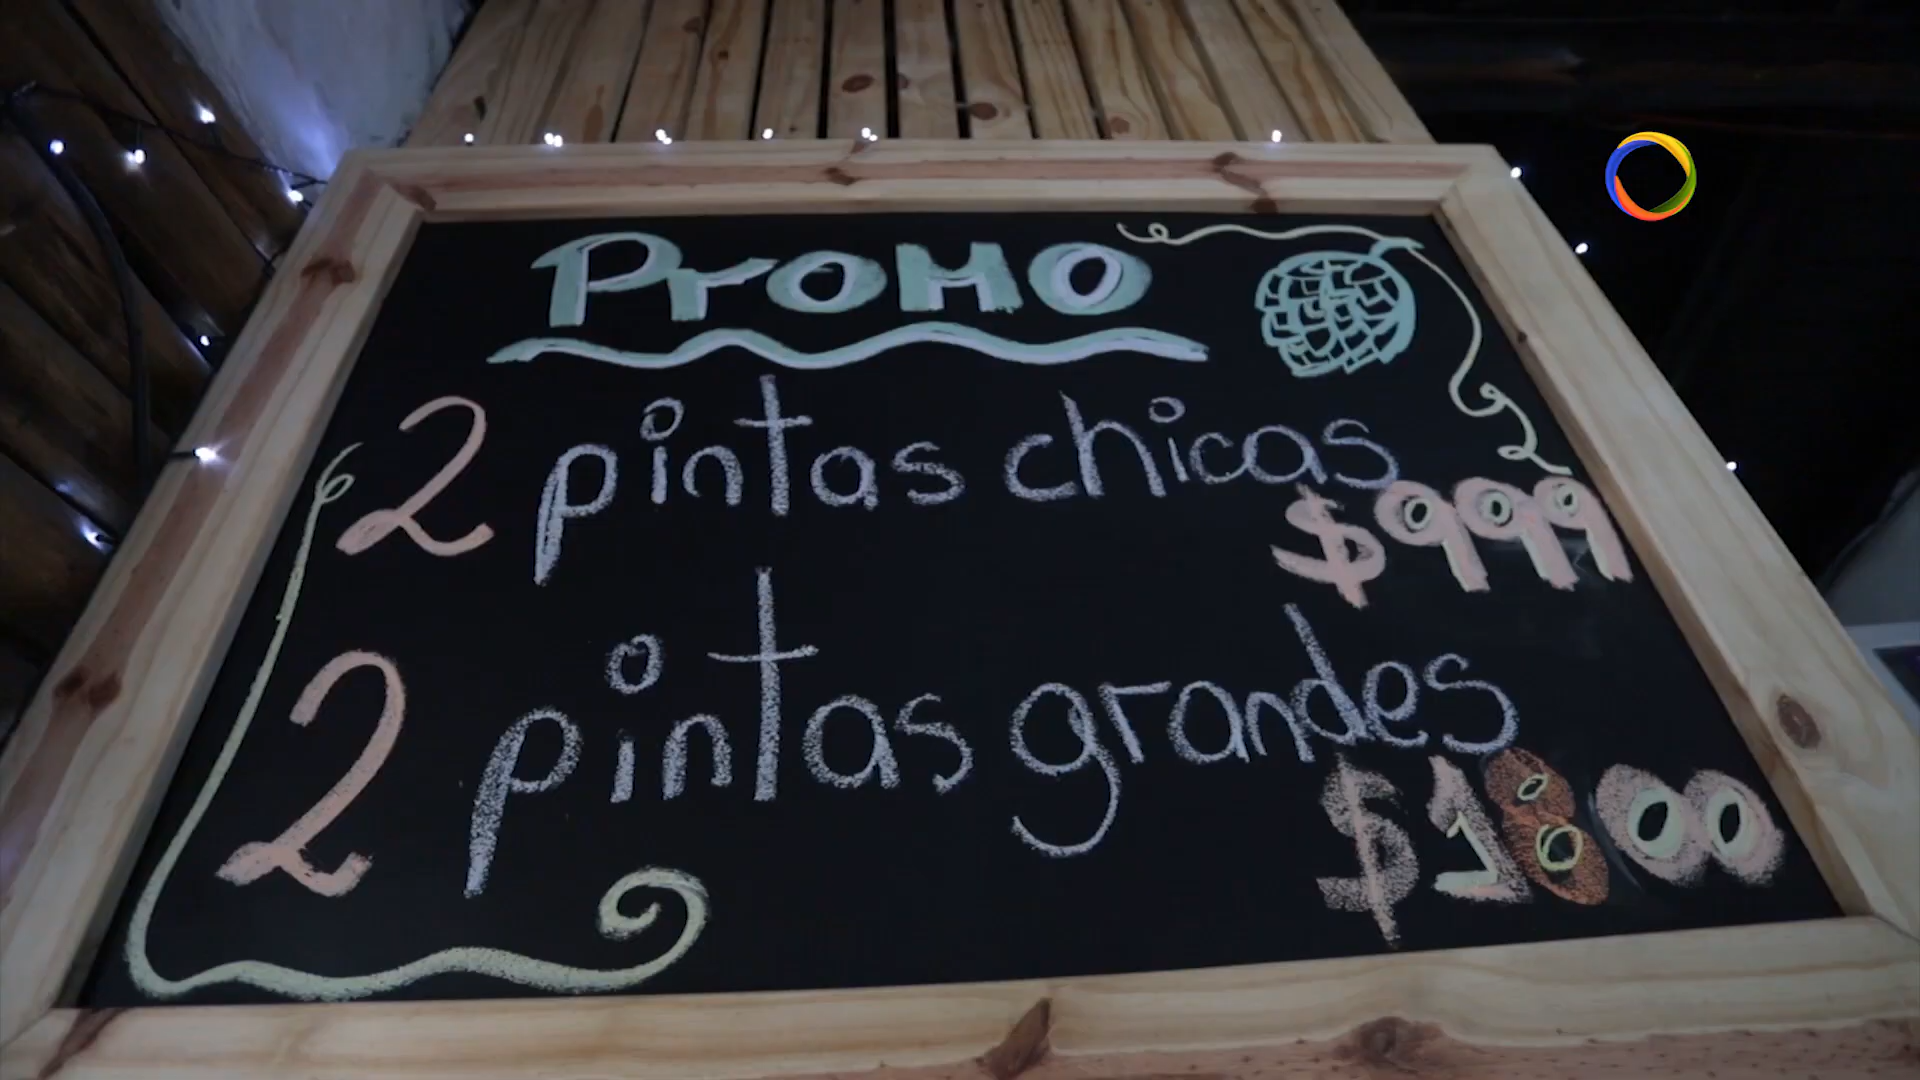 ProMO
2 pintas chicas
$999
2 pintas grandes
$1800